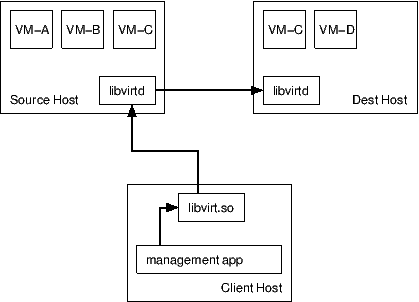 VM-A VM-B VM-C
libvirtd
Source Host
VM-C VM-D
libvirtd
Dest Host
libvirt.so
management app
Client Host